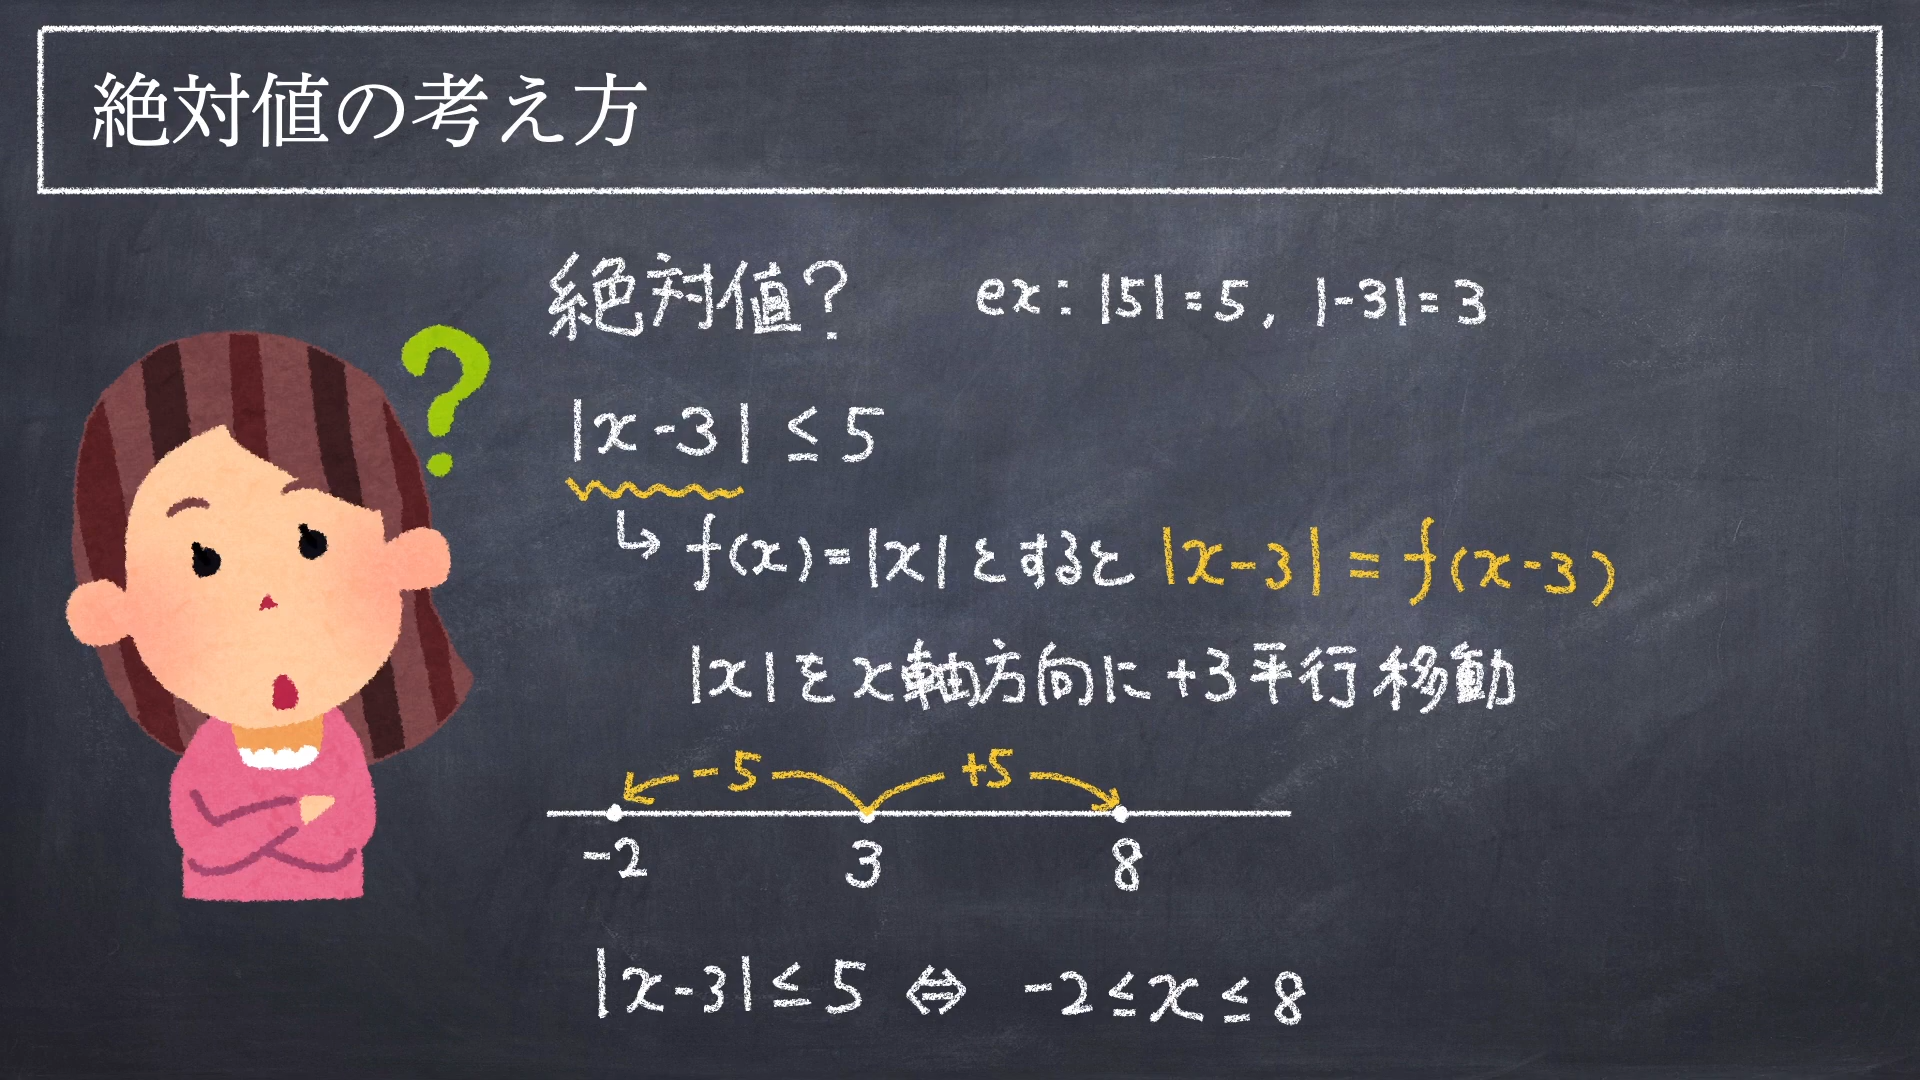 絶対値の考え方
絶対値? ex: |5|=5, |-3|=3
?
|x-3| ≤ 5
↳ f(x)=|x|とすると |x-3| = f(x-3)
|x|をx軸方向に+3平行移動
-5 +5
-2 3 8
|x-3| ≤ 5 ⇔ -2≤x≤8